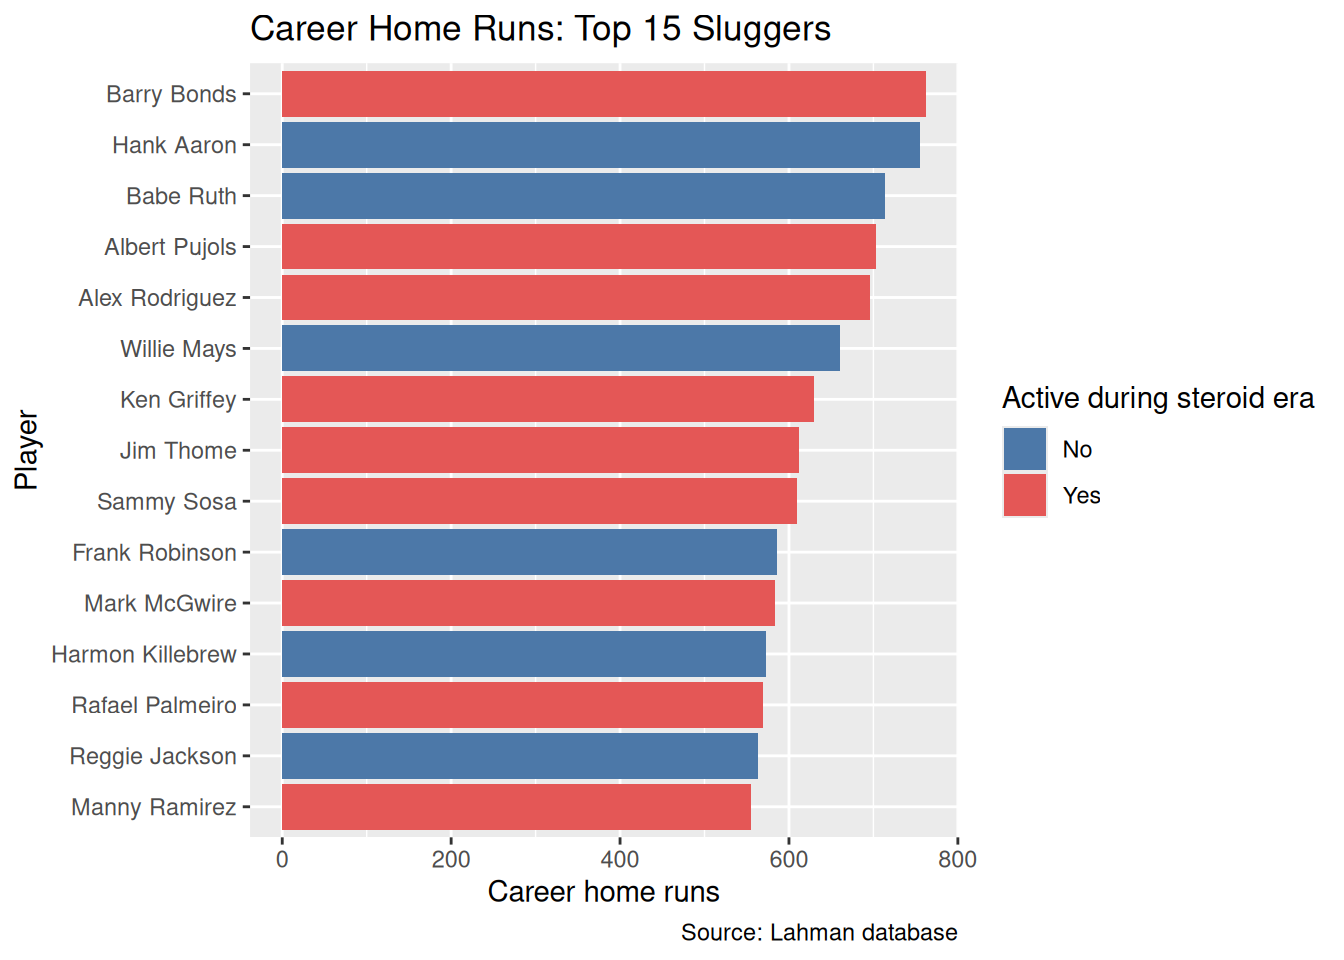 Career Home Runs: Top 15 Sluggers
Barry Bonds
Hank Aaron
Babe Ruth
Albert Pujols
Alex Rodriguez
Willie Mays
Ken Griffey
Jim Thome
Sammy Sosa
Frank Robinson
Mark McGwire
Harmon Killebrew
Rafael Palmeiro
Reggie Jackson
Manny Ramirez
Player
0 200 400 600 800
Career home runs
Active during steroid era
No
Yes
Source: Lahman database